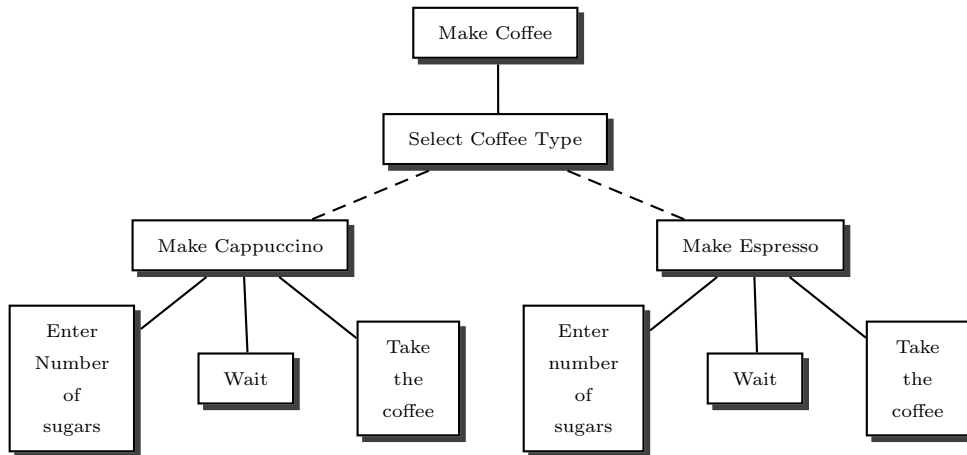 Make Coffee
Select Coffee Type
Make Cappuccino
Make Espresso
Enter
Number
of
sugars
Wait
Take
the
coffee
Enter
number
of
sugars
Wait
Take
the
coffee